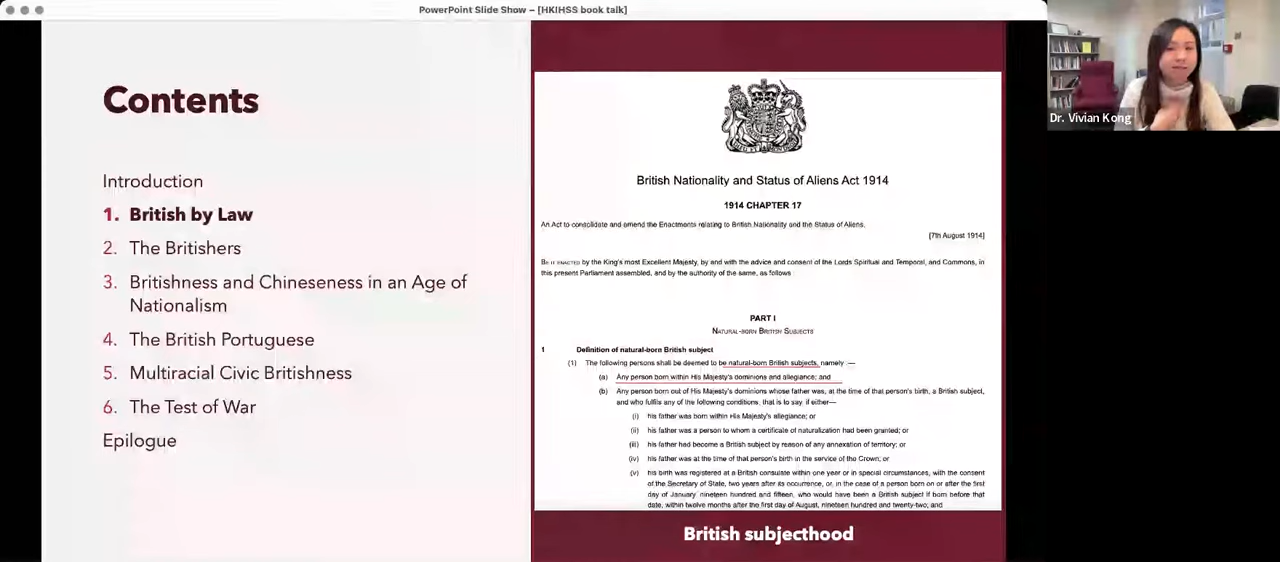 PowerPoint Slide Show – [HKIHSS book talk]
Contents
Introduction
1. British by Law
2. The Britishers
3. Britishness and Chineseness in an Age of
Nationalism
4. The British Portuguese
5. Multiracial Civic Britishness
6. The Test of War
Epilogue
British Nationality and Status of Aliens Act 1914
1914 CHAPTER 17
An Act to consolidate and amend the Enactments relating to British Nationality and the Status of Aliens.
[7th August 1914]
BE IT ENACTED by the King's most Excellent Majesty, by and with the advice and consent of the Lords Spiritual and Temporal, and Commons, in
this present Parliament assembled, and by the authority of the same, as follows :
PART I
NATURAL-BORN BRITISH SUBJECTS
1 Definition of natural-born British subject
(1) The following persons shall be deemed to be natural-born British subjects, namely :—
(a) Any person born within His Majesty's dominions and allegiance; and
(b) Any person born out of His Majesty's dominions whose father was, at the time of that person's birth, a British subject,
and who fulfils any of the following conditions, that is to say, if either—
(i) his father was born within His Majesty's allegiance; or
(ii) his father was a person to whom a certificate of naturalization had been granted; or
(iii) his father had become a British subject by reason of any annexation of territory; or
(iv) his father was at the time of that person's birth in the service of the Crown; or
(v) his birth was registered at a British consulate within one year or in special circumstances, with the consent
of the Secretary of State, two years after its occurrence, or, in the case of a person born on or after the first
day of January, nineteen hundred and fifteen, who would have been a British subject if born before that
date, within twelve months after the first day of August, nineteen hundred and twenty-two; and
British subjecthood
Dr. Vivian Kong